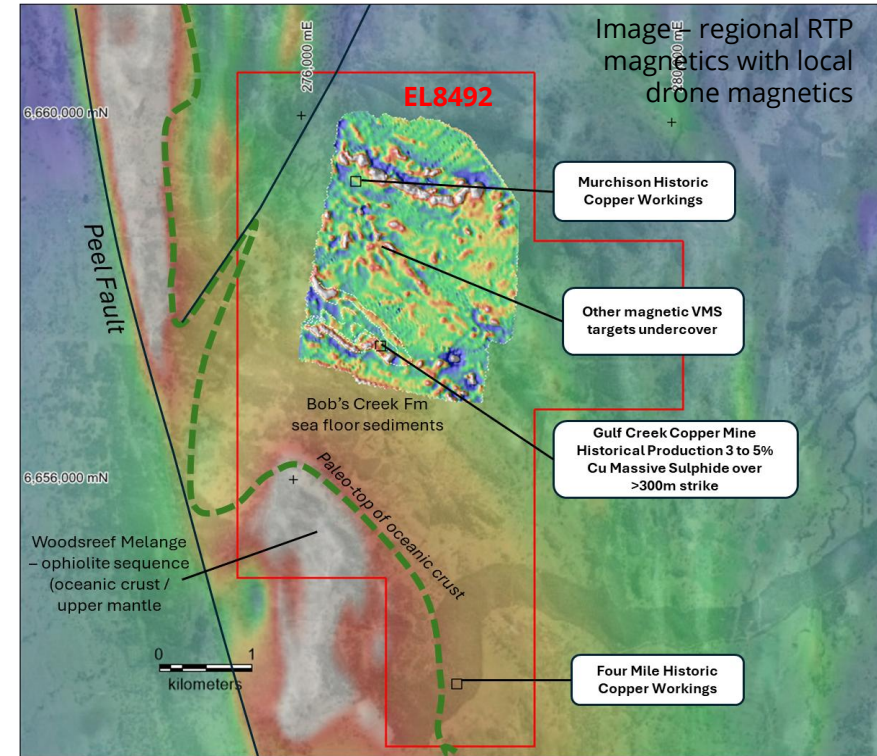 Image – regional RTP
magnetics with local
drone magnetics
276,000 mE
EL8492
6,660,000 mN
Murchison Historic
Copper Workings
Peel Fault
Other magnetic VMS
targets undercover
Bob's Creek Fm
sea floor sediments
Gulf Creek Copper Mine
Historical Production 3 to 5%
Cu Massive Sulphide over
>300m strike
6,656,000 mN
Paleo-top of oceanic crust
Woodsreef Melange
– ophiolite sequence
(oceanic crust /
upper mantle
0 1
kilometers
Four Mile Historic
Copper Workings